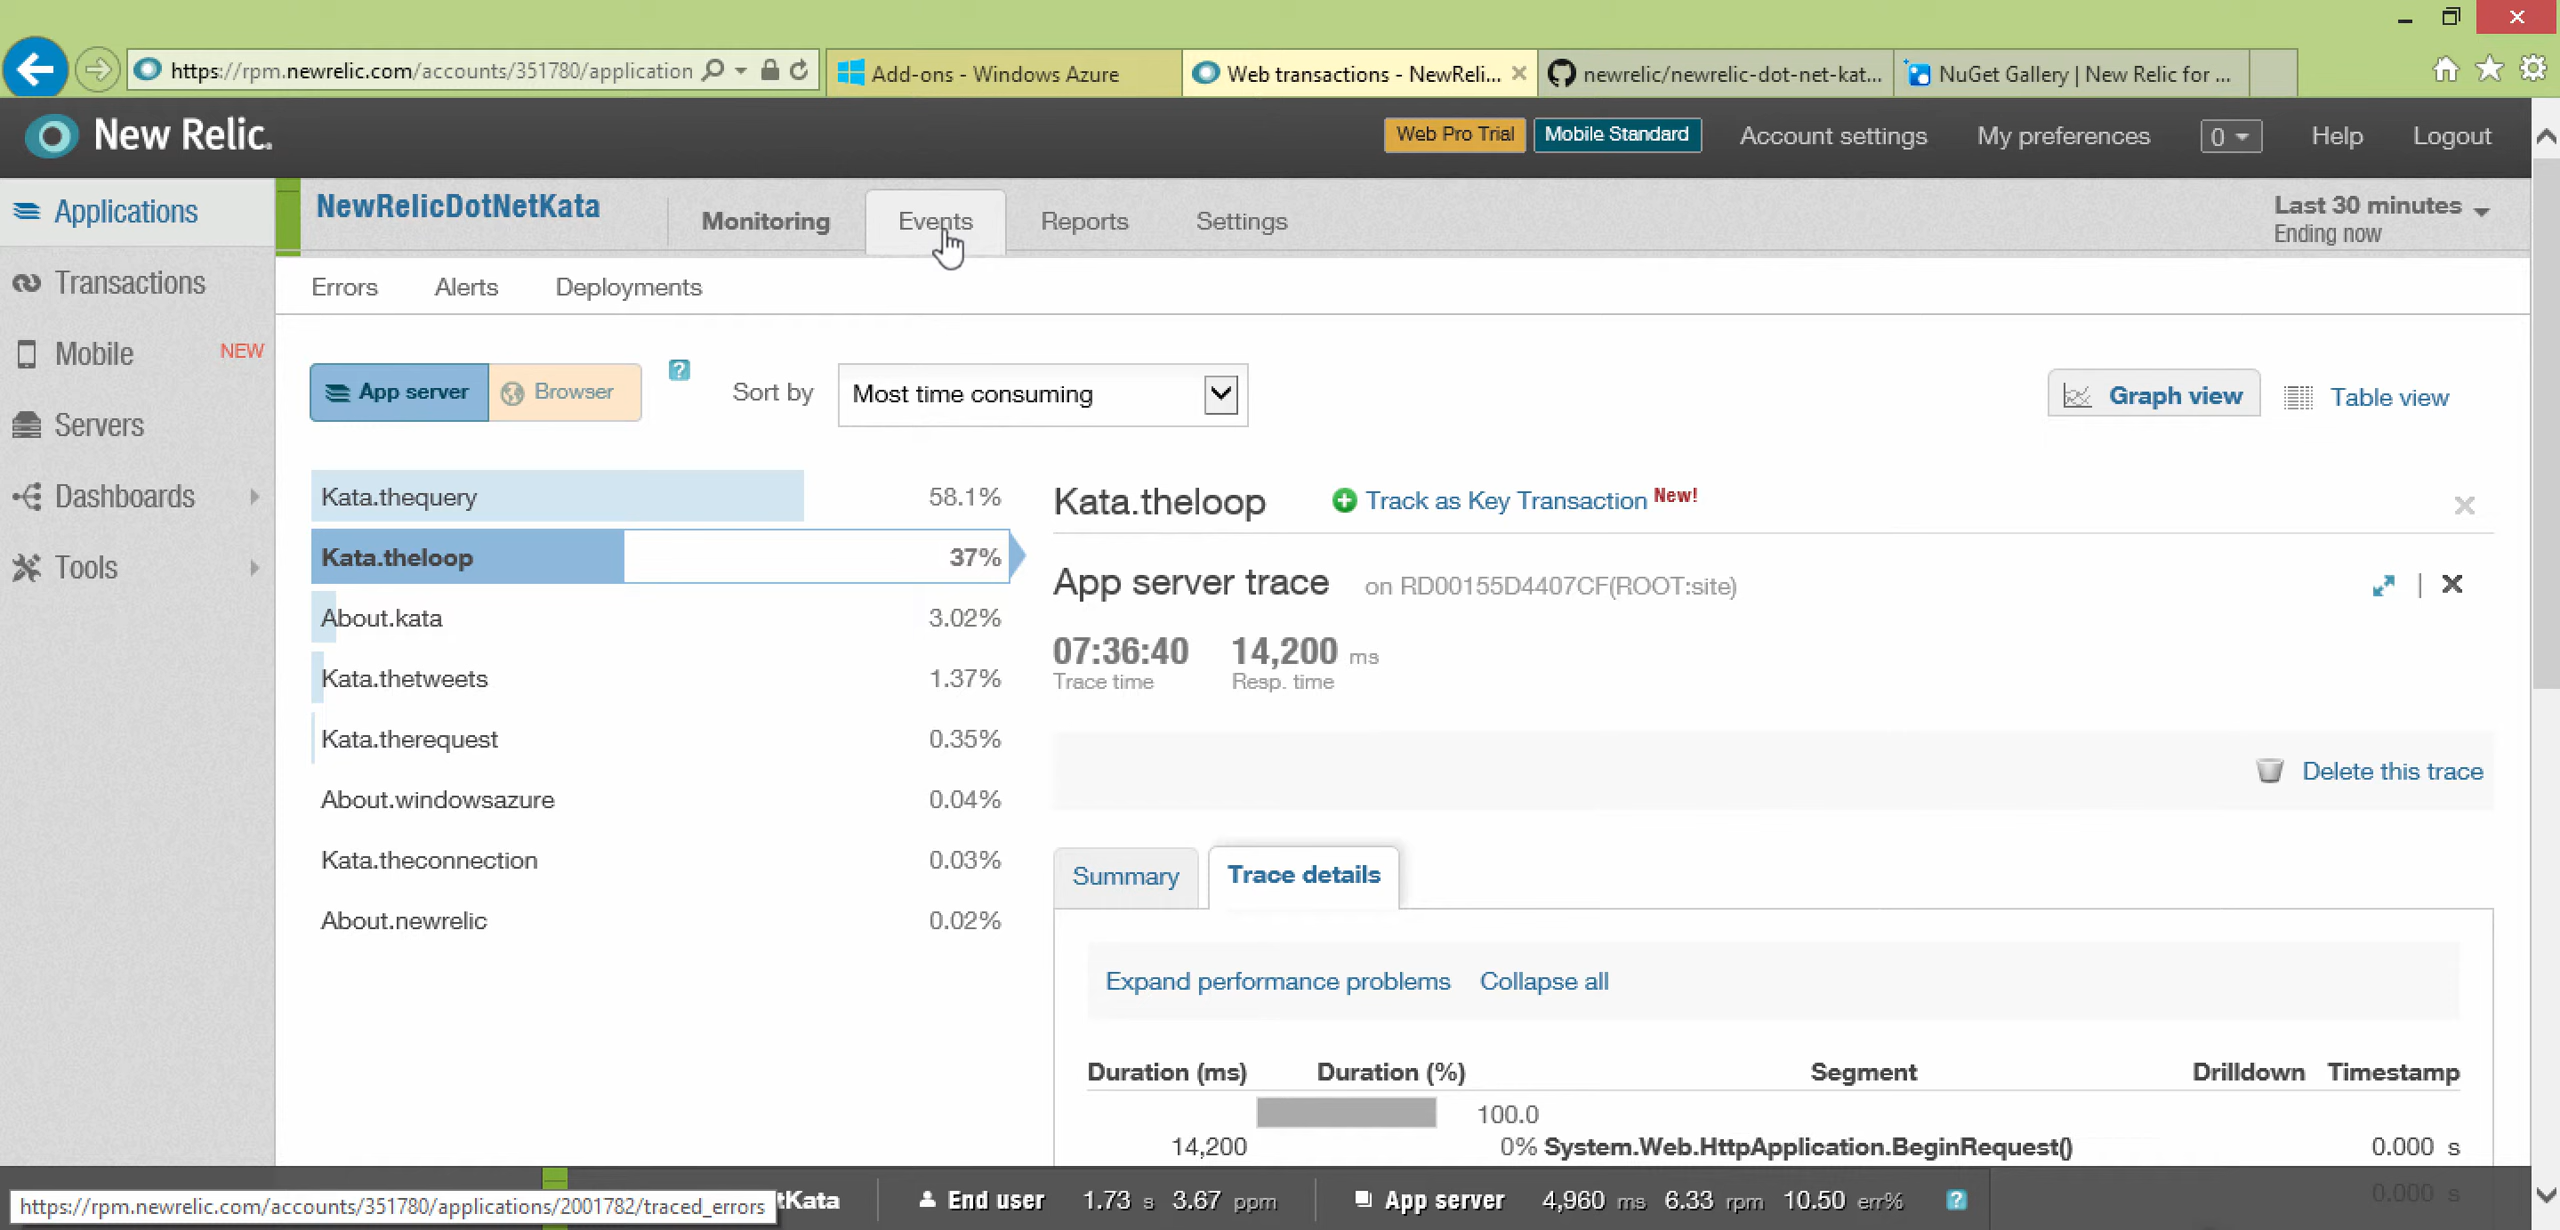 https://rpm.newrelic.com/accounts/351780/application
Add-ons - Windows Azure
Web transactions - NewReli...
newrelic/newrelic-dot-net-kat...
NuGet Gallery | New Relic for ...
New Relic.
Web Pro Trial
Mobile Standard
Account settings
My preferences
0
Help
Logout
Applications
Transactions
Mobile NEW
Servers
Dashboards
Tools
NewRelicDotNetKata
Monitoring
Events
Reports
Settings
Last 30 minutes
Ending now
Errors
Alerts
Deployments
App server
Browser
?
Sort by
Most time consuming
Graph view
Table view
Kata.thequery 58.1%
Kata.theloop 37%
About.kata 3.02%
Kata.thetweets 1.37%
Kata.therequest 0.35%
About.windowsazure 0.04%
Kata.theconnection 0.03%
About.newrelic 0.02%
Kata.theloop
Track as Key Transaction New!
App server trace on RD00155D4407CF(ROOT:site)
07:36:40 14,200 ms
Trace time Resp. time
Delete this trace
Summary
Trace details
Expand performance problems Collapse all
Duration (ms) Duration (%) Segment Drilldown Timestamp
100.0
14,200 0% System.Web.HttpApplication.BeginRequest() 0.000 s
0.000 s
https://rpm.newrelic.com/accounts/351780/applications/2001782/traced_errors
tKata
End user 1.73 s 3.67 ppm
App server 4,960 ms 6.33 rpm 10.50 err%
?